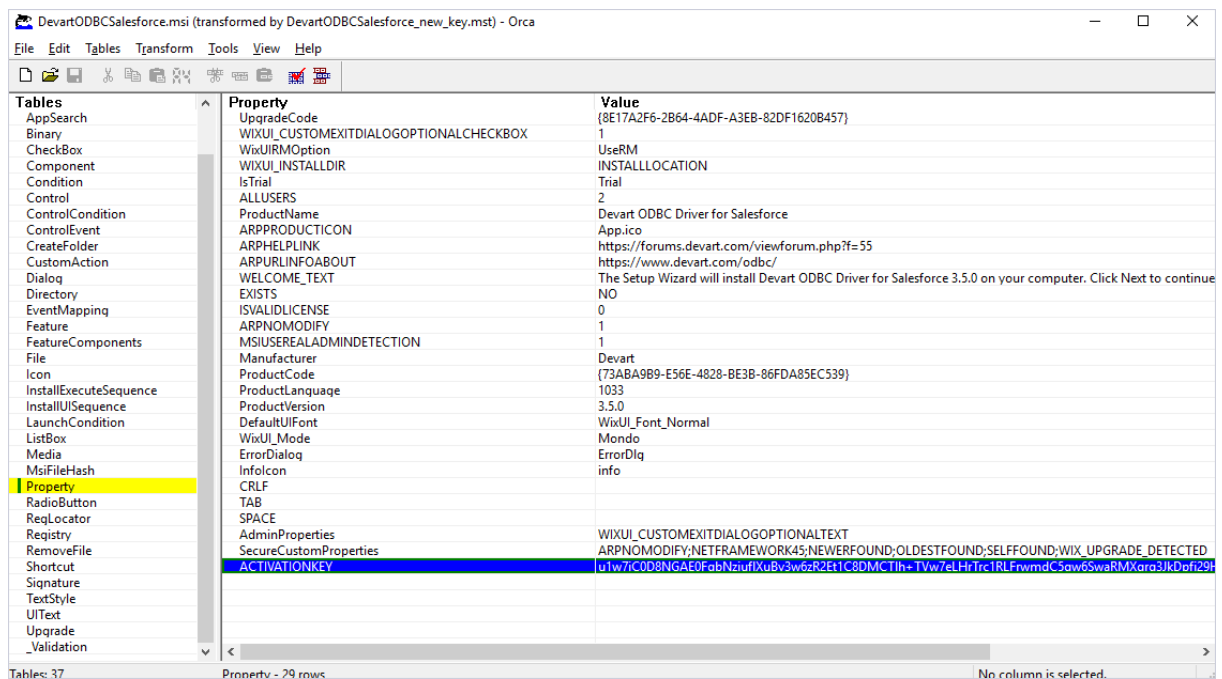 DevartODBCSalesforce.msi (transformed by DevartODBCSalesforce_new_key.mst) - Orca
File Edit Tables Transform Tools View Help
Tables Property Value
AppSearch UpgradeCode {8E17A2F6-2B64-4ADF-A3EB-82DF1620B457}
Binary WIXUI_CUSTOMEXITDIALOGOPTIONALCHECKBOX 1
CheckBox WixUIRMOption UseRM
Component WIXUI_INSTALLDIR INSTALLLOCATION
Condition IsTrial Trial
Control ALLUSERS 2
ControlCondition ProductName Devart ODBC Driver for Salesforce
ControlEvent ARPPRODUCTICON App.ico
CreateFolder ARPHELPLINK https://forums.devart.com/viewforum.php?f=55
CustomAction ARPURLINFOABOUT https://www.devart.com/odbc/
Dialog WELCOME_TEXT The Setup Wizard will install Devart ODBC Driver for Salesforce 3.5.0 on your computer. Click Next to continue
Directory EXISTS NO
EventMapping ISVALIDLICENSE 0
Feature ARPNOMODIFY 1
FeatureComponents MSIUSEREALADMINDETECTION 1
File Manufacturer Devart
Icon ProductCode {73ABA9B9-E56E-4828-BE3B-86FDA85EC539}
InstallExecuteSequence ProductLanguage 1033
InstallUISequence ProductVersion 3.5.0
LaunchCondition DefaultUIFont WixUI_Font_Normal
ListBox WixUI_Mode Mondo
Media ErrorDialog ErrorDlg
MsiFileHash InfoIcon info
Property CRLF
RadioButton TAB
RegLocator SPACE
Registry AdminProperties WIXUI_CUSTOMEXITDIALOGOPTIONALTEXT
RemoveFile SecureCustomProperties ARPNOMODIFY;NETFRAMEWORK45;NEWERFOUND;OLDESTFOUND;SELFFOUND;WIX_UPGRADE_DETECTED
Shortcut ACTIVATIONKEY
Signature
TextStyle
UIText
Upgrade
_Validation
Tables: 37 Property - 29 rows No column is selected.